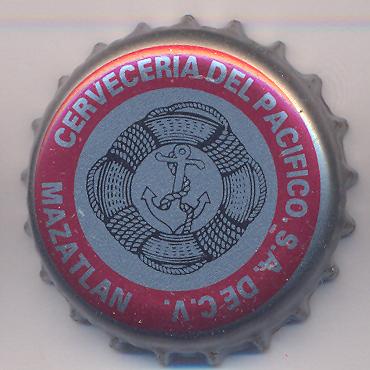 CERVECERIA DEL PACIFICO, S.A. DE C.V.
MAZATLAN